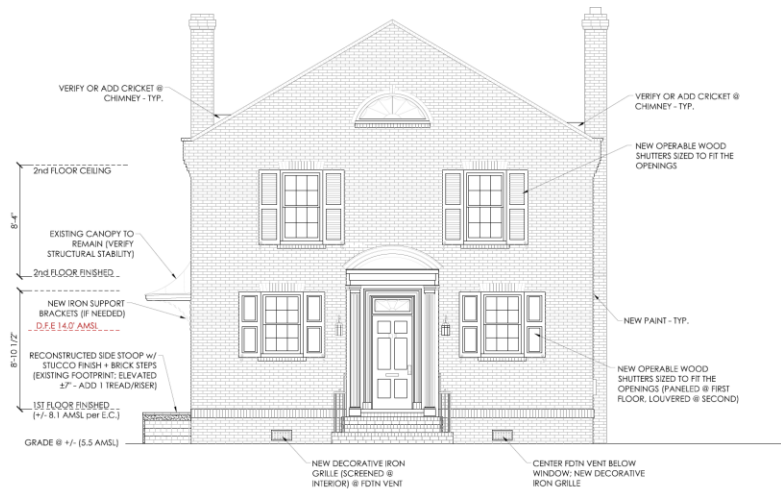 VERIFY OR ADD CRICKET @
CHIMNEY - TYP.
VERIFY OR ADD CRICKET @
CHIMNEY - TYP.
NEW OPERABLE WOOD
SHUTTERS SIZED TO FIT THE
OPENINGS
2nd FLOOR CEILING
8'-4"
EXISTING CANOPY TO
REMAIN (VERIFY
STRUCTURAL STABILITY)
2nd FLOOR FINISHED
NEW IRON SUPPORT
BRACKETS (IF NEEDED)
D.F.E 14.0' AMSL
NEW PAINT - TYP.
8'-10 1/2"
RECONSTRUCTED SIDE STOOP w/
STUCCO FINISH + BRICK STEPS
(EXISTING FOOTPRINT; ELEVATED
±7" - ADD 1 TREAD/RISER)
NEW OPERABLE WOOD
SHUTTERS SIZED TO FIT THE
OPENINGS (PANELED @ FIRST
FLOOR, LOUVERED @ SECOND)
1ST FLOOR FINISHED
(+/- 8.1 AMSL per E.C.)
GRADE @ +/- (5.5 AMSL)
NEW DECORATIVE IRON
GRILLE (SCREENED @
INTERIOR) @ FDTN VENT
CENTER FDTN VENT BELOW
WINDOW; NEW DECORATIVE
IRON GRILLE